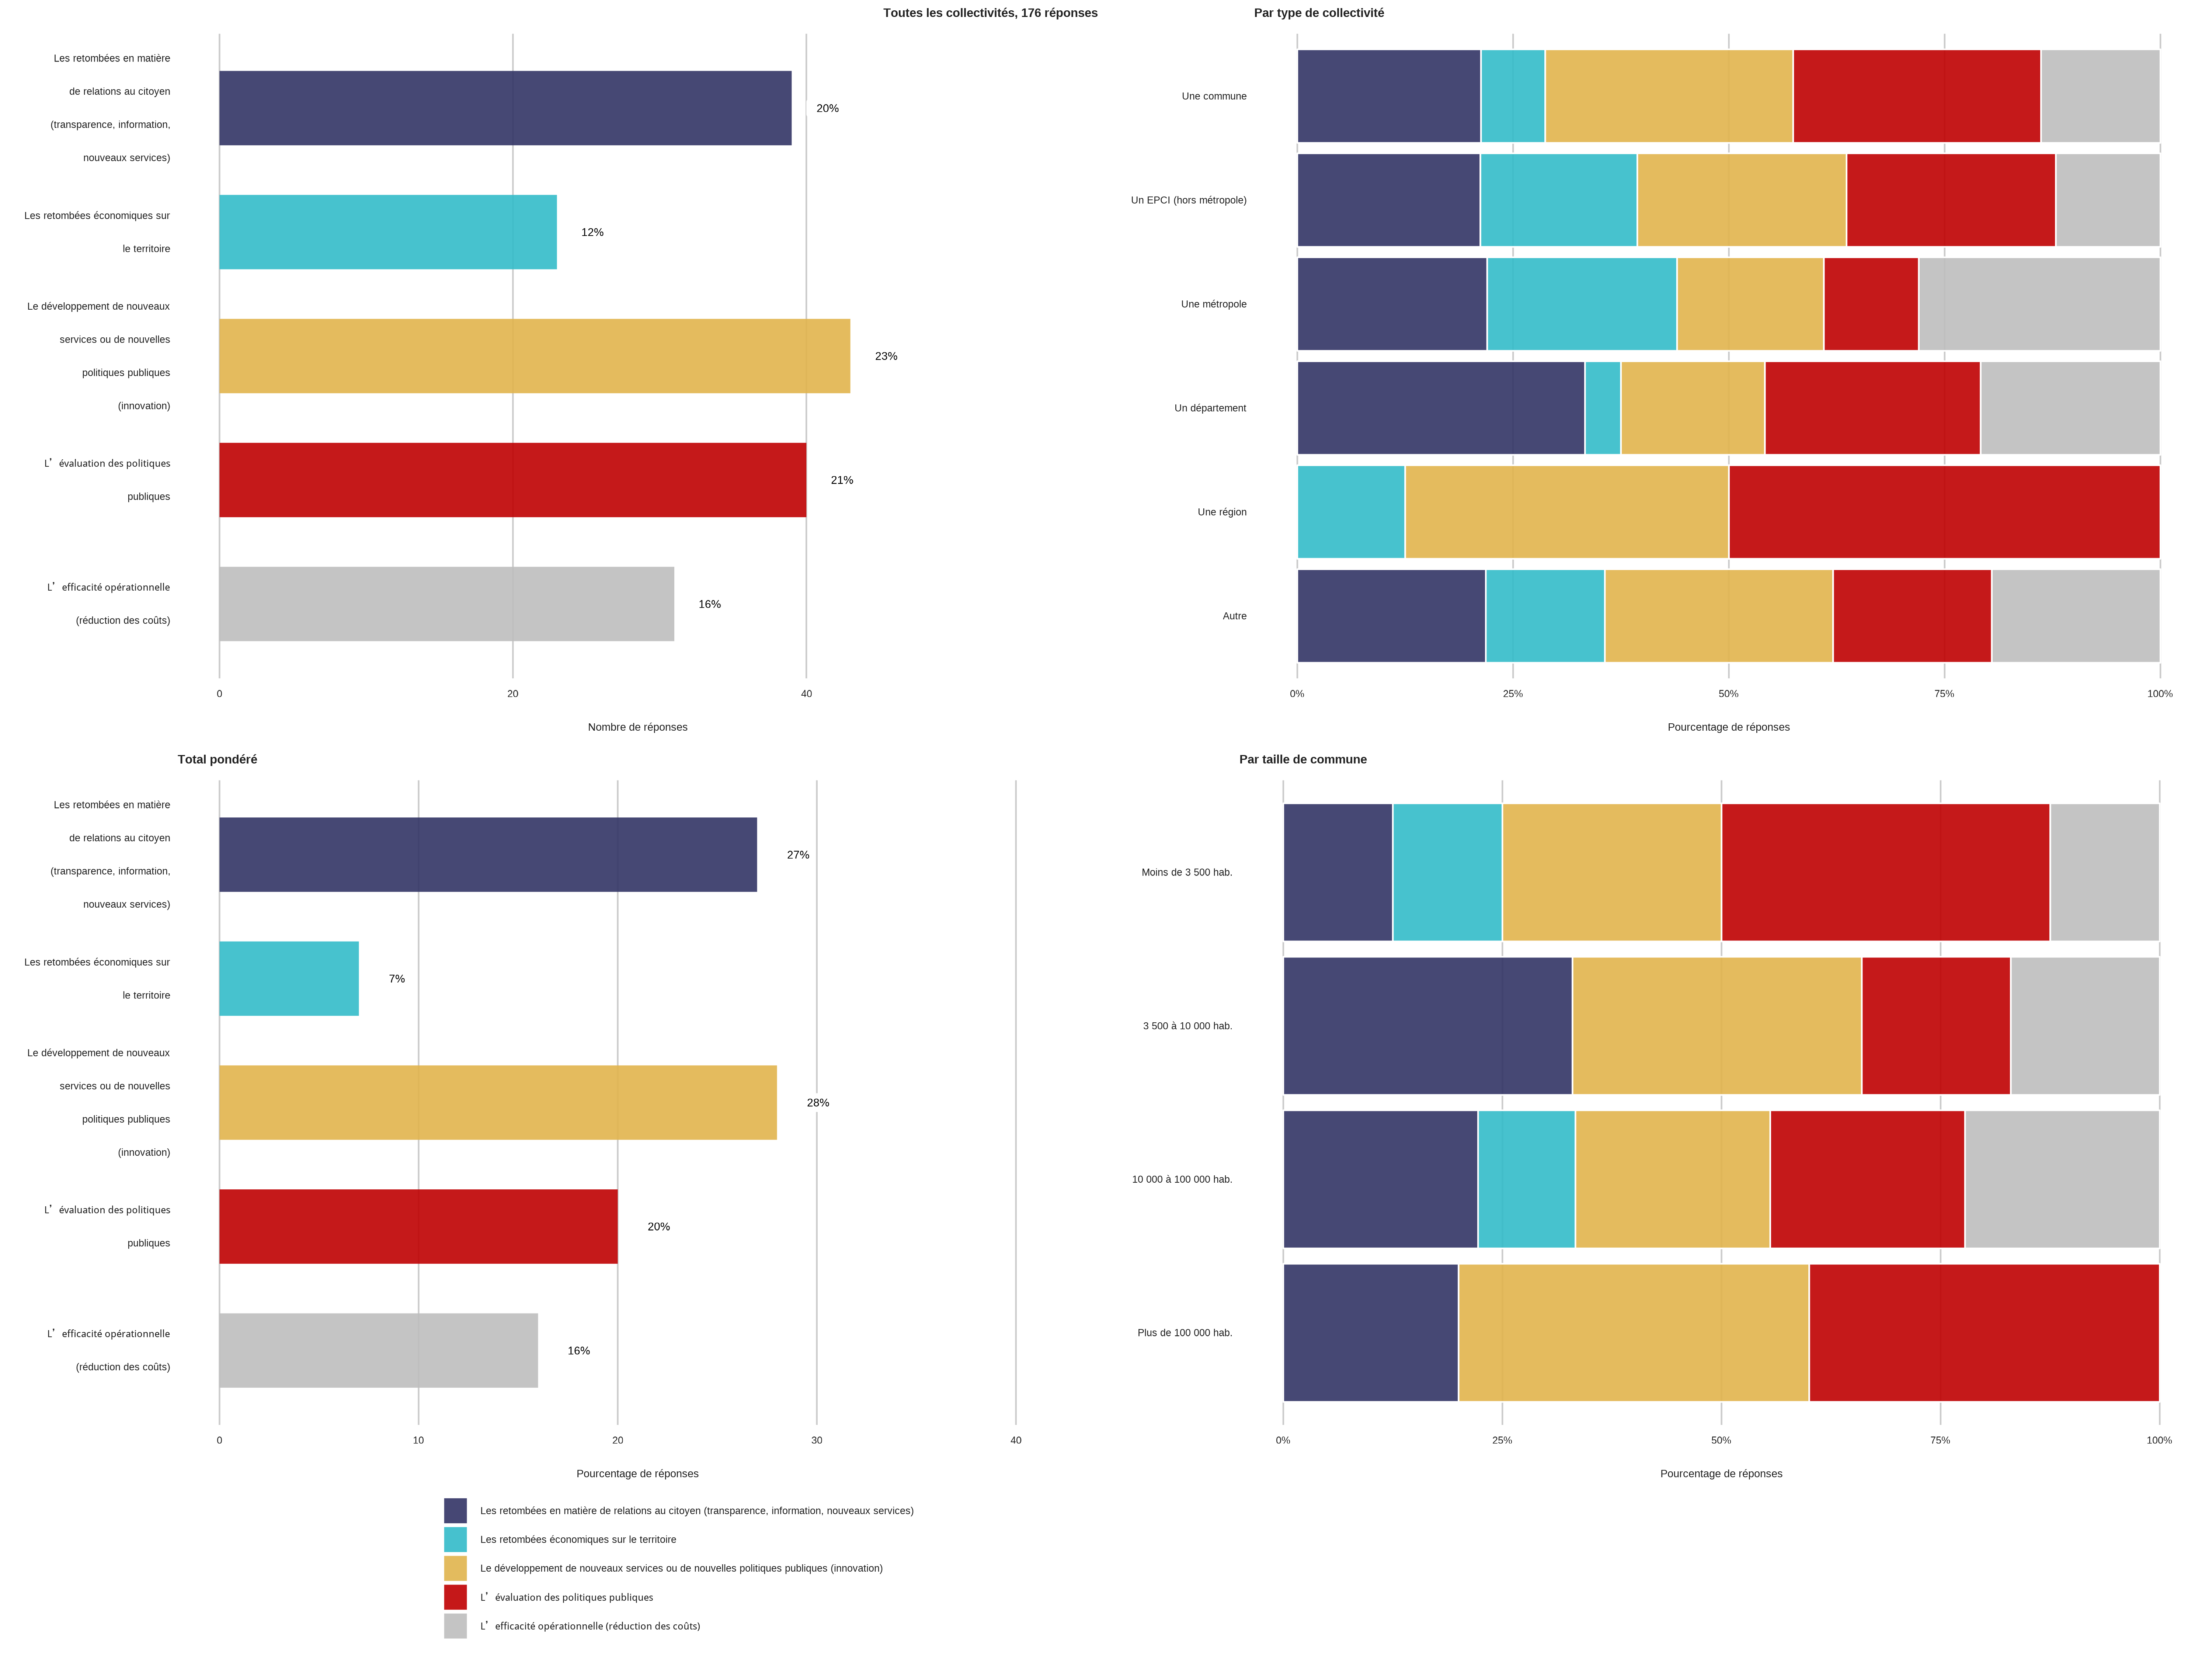 Toutes les collectivités, 176 réponses
Les retombées en matière
de relations au citoyen
(transparence, information,
nouveaux services)
20%
Les retombées économiques sur
le territoire
12%
Le développement de nouveaux
services ou de nouvelles
politiques publiques
(innovation)
23%
L’évaluation des politiques
publiques
21%
L’efficacité opérationnelle
(réduction des coûts)
16%
0 20 40
Nombre de réponses
Par type de collectivité
Une commune
Un EPCI (hors métropole)
Une métropole
Un département
Une région
Autre
0% 25% 50% 75% 100%
Pourcentage de réponses
Total pondéré
Les retombées en matière
de relations au citoyen
(transparence, information,
nouveaux services)
27%
Les retombées économiques sur
le territoire
7%
Le développement de nouveaux
services ou de nouvelles
politiques publiques
(innovation)
28%
L’évaluation des politiques
publiques
20%
L’efficacité opérationnelle
(réduction des coûts)
16%
0 10 20 30 40
Pourcentage de réponses
Par taille de commune
Moins de 3 500 hab.
3 500 à 10 000 hab.
10 000 à 100 000 hab.
Plus de 100 000 hab.
0% 25% 50% 75% 100%
Pourcentage de réponses
Les retombées en matière de relations au citoyen (transparence, information, nouveaux services)
Les retombées économiques sur le territoire
Le développement de nouveaux services ou de nouvelles politiques publiques (innovation)
L’évaluation des politiques publiques
L’efficacité opérationnelle (réduction des coûts)